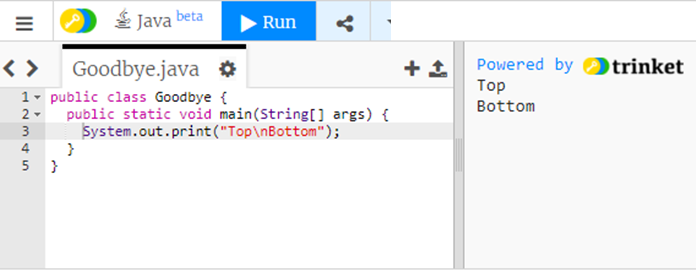 Java beta
Run
Goodbye.java
1 public class Goodbye {
2 public static void main(String[] args) {
3 System.out.print("Top\nBottom");
4 }
5 }
Powered by trinket
Top
Bottom